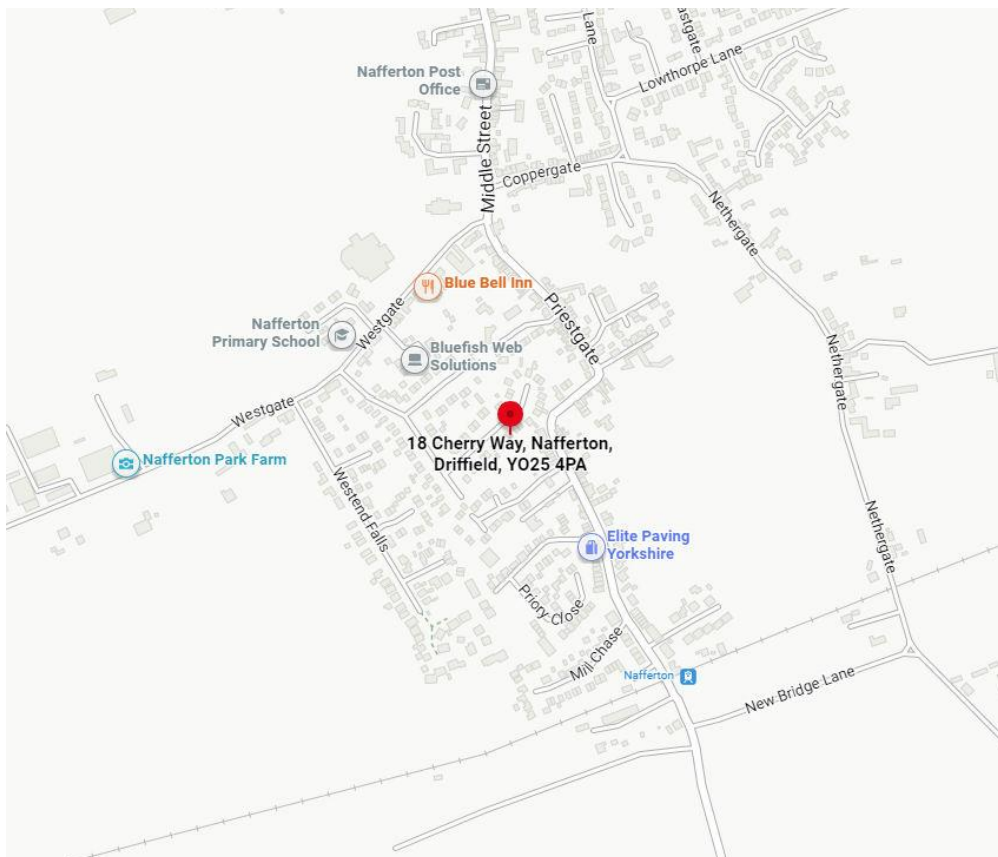 Nafferton Post
Office
Middle Street
Lane
astgate
Lowthorpe Lane
Coppergate
Nethergate
Blue Bell Inn
Priestgate
Nafferton
Primary School
Westgate
Bluefish Web
Solutions
Nethergate
Westgate
18 Cherry Way, Nafferton,
Driffield, YO25 4PA
Nafferton Park Farm
Westend Falls
Nethergate
Elite Paving
Yorkshire
Priory Close
Mill Chase
Nafferton
New Bridge Lane